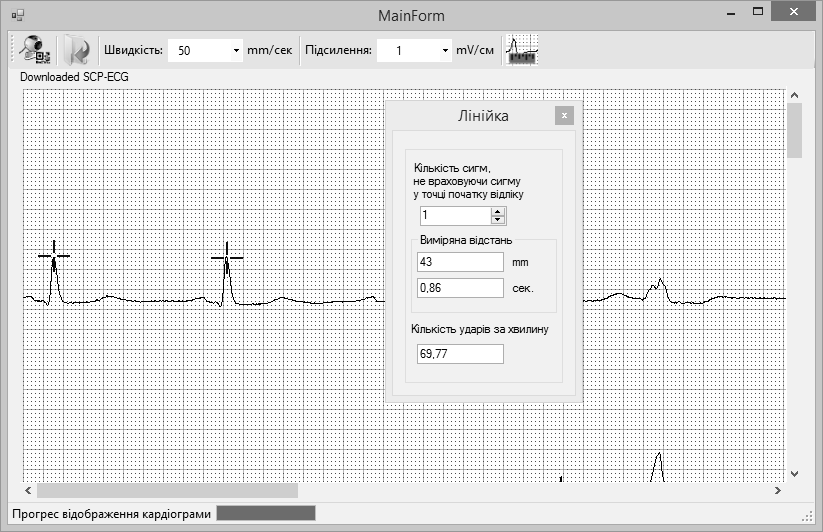 MainForm
Швидкість: 50 mm/сек Підсилення: 1 mV/см
Downloaded SCP-ECG
Лінійка
Кількість сигм,
не враховуючи сигму
у точці початку відліку
1
Виміряна відстань
43 mm
0,86 сек.
Кількість ударів за хвилину
69,77
Прогрес відображення кардіограми